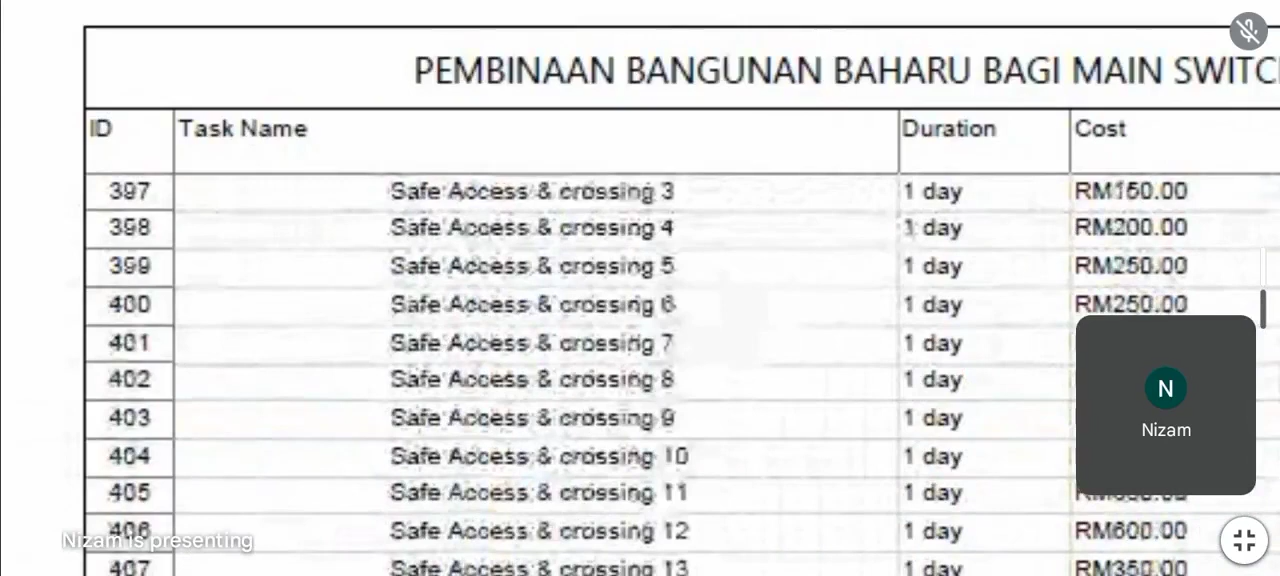 PEMBINAAN BANGUNAN BAHARU BAGI MAIN SWITC
ID Task Name Duration Cost
397 Safe Access & crossing 3 1 day RM150.00
398 Safe Access & crossing 4 1 day RM200.00
399 Safe Access & crossing 5 1 day RM250.00
400 Safe Access & crossing 6 1 day RM250.00
401 Safe Access & crossing 7 1 day
402 Safe Access & crossing 8 1 day
403 Safe Access & crossing 9 1 day
404 Safe Access & crossing 10 1 day
405 Safe Access & crossing 11 1 day
406 Safe Access & crossing 12 1 day RM600.00
407 Safe Access & crossing 13 1 day RM350.00
N
Nizam
Nizam is presenting